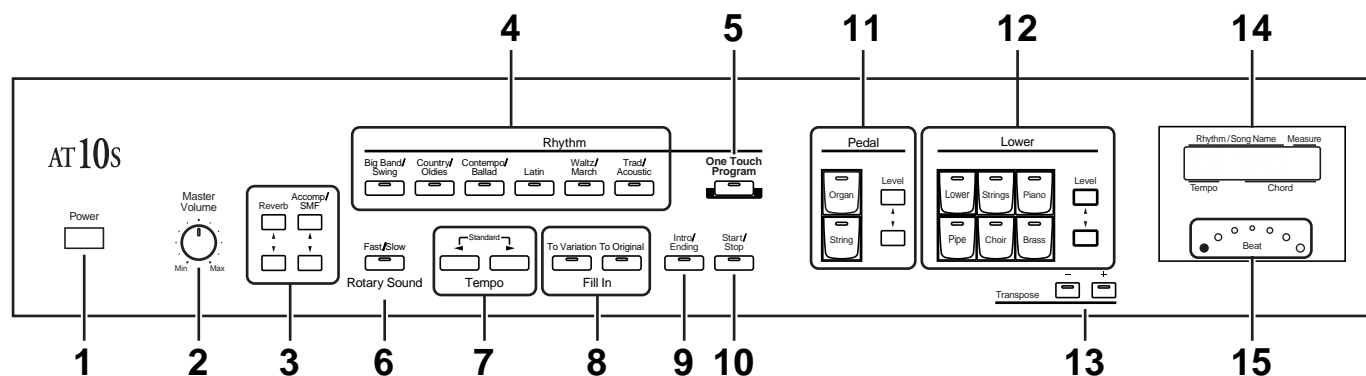 4 5 11 12 14
Rhythm
Big Band/
Swing
Country/
Oldies
Contempo/
Ballad
Latin
Waltz/
March
Trad/
Acoustic
One Touch
Program
Pedal
Organ
String
Level
Lower
Lower Strings Piano
Pipe Choir Brass
Level
Rhythm/Song Name Measure
Tempo Chord
Beat
AT10S
Power
Master
Volume
Min Max
Reverb
Accomp/
SMF
Fast/Slow
Rotary Sound
Standard
Tempo
To Variation To Original
Fill In
Intro/
Ending
Start/
Stop
Transpose
− +
1 2 3 6 7 8 9 10 13 15